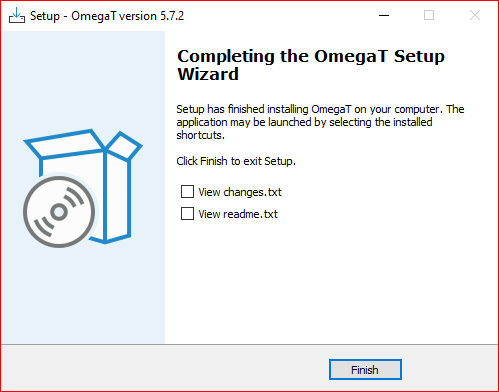 Setup - OmegaT version 5.7.2
Completing the OmegaT Setup
Wizard
Setup has finished installing OmegaT on your computer. The
application may be launched by selecting the installed
shortcuts.
Click Finish to exit Setup.
View changes.txt
View readme.txt
Finish